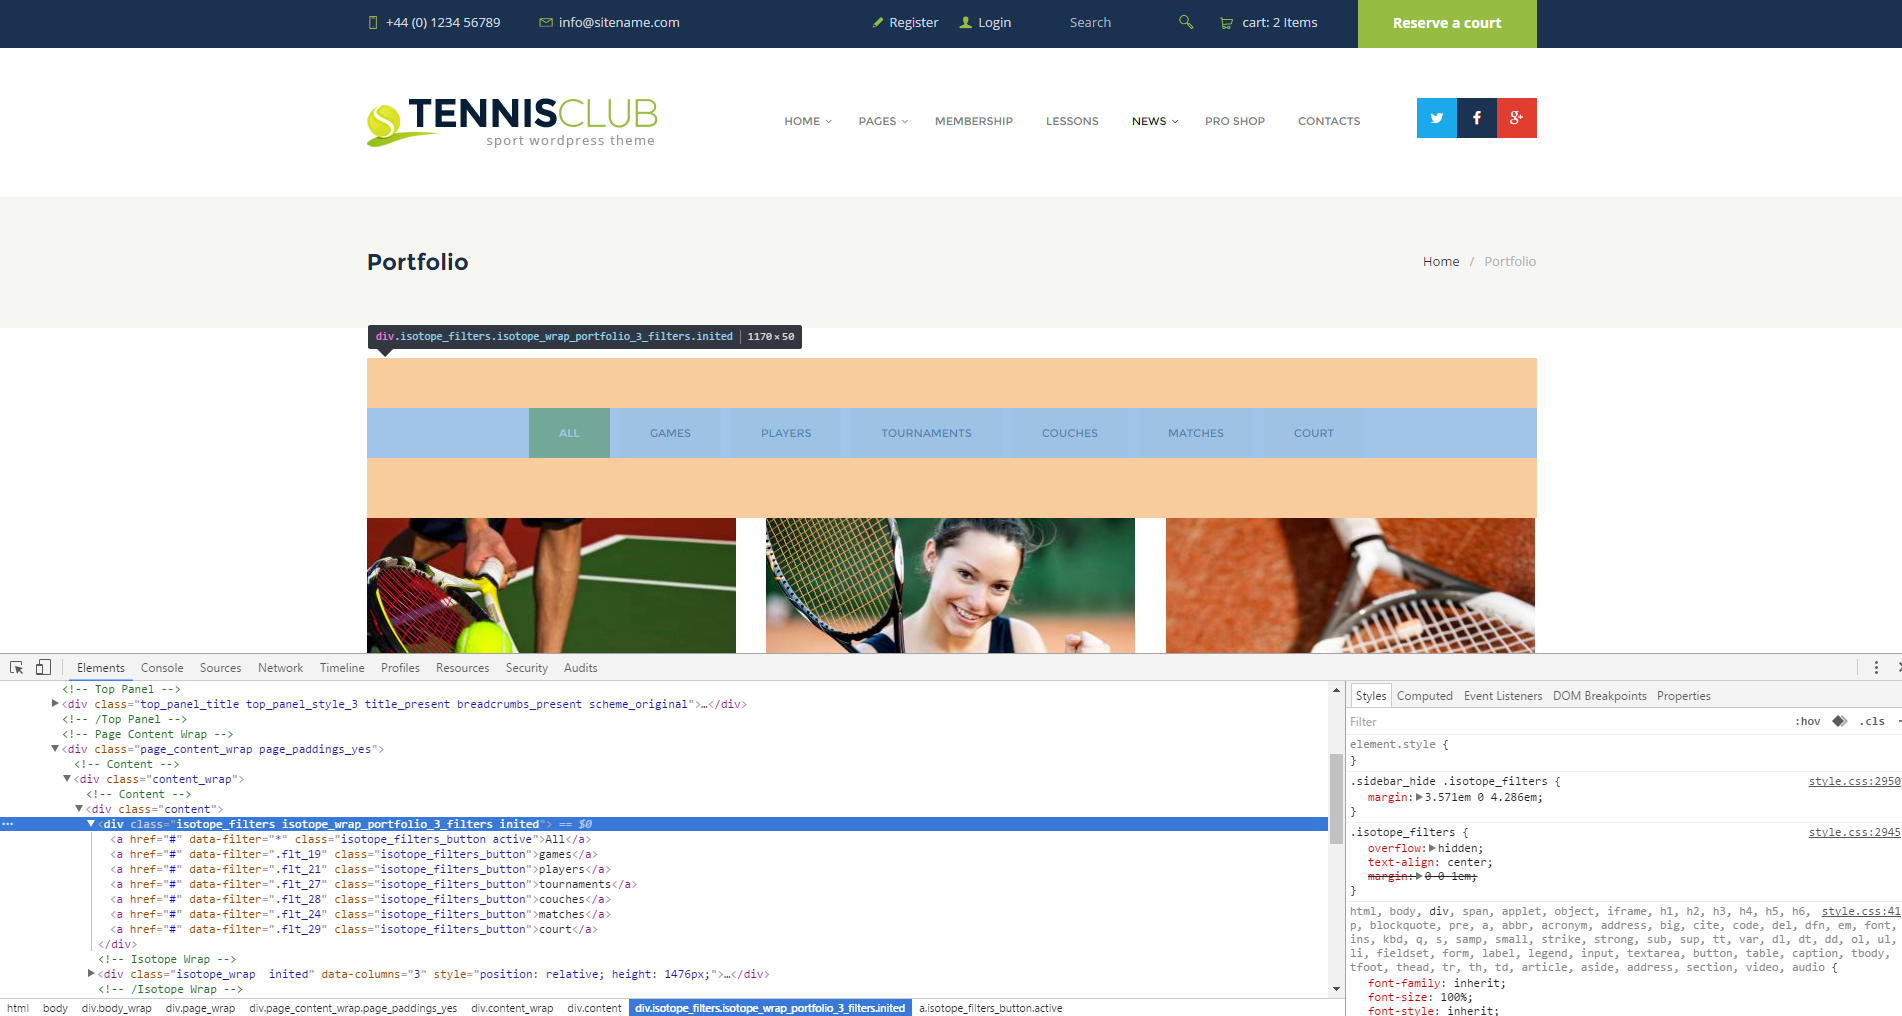 +44 (0) 1234 56789 info@sitename.com Register Login Search cart: 2 Items Reserve a court
TENNISCLUB
sport wordpress theme
HOME PAGES MEMBERSHIP LESSONS NEWS PRO SHOP CONTACTS
Portfolio
Home / Portfolio
div.isotope_filters.isotope_wrap_portfolio_3_filters.inited | 1170 × 50
ALL GAMES PLAYERS TOURNAMENTS COUCHES MATCHES COURT
Elements Console Sources Network Timeline Profiles Resources Security Audits
<!-- Top Panel -->
<div class="top_panel_title top_panel_style_3 title_present breadcrumbs_present scheme_original">…</div>
<!-- /Top Panel -->
<!-- Page Content Wrap -->
<div class="page_content_wrap page_paddings_yes">
<!-- Content -->
<div class="content_wrap">
<!-- Content -->
<div class="content">
<div class="isotope_filters isotope_wrap_portfolio_3_filters inited"> == $0
<a href="#" data-filter="*" class="isotope_filters_button active">All</a>
<a href="#" data-filter=".flt_19" class="isotope_filters_button">games</a>
<a href="#" data-filter=".flt_21" class="isotope_filters_button">players</a>
<a href="#" data-filter=".flt_27" class="isotope_filters_button">tournaments</a>
<a href="#" data-filter=".flt_28" class="isotope_filters_button">couches</a>
<a href="#" data-filter=".flt_24" class="isotope_filters_button">matches</a>
<a href="#" data-filter=".flt_29" class="isotope_filters_button">court</a>
</div>
<!-- Isotope Wrap -->
<div class="isotope_wrap  inited" data-columns="3" style="position: relative; height: 1476px;">…</div>
<!-- /Isotope Wrap -->
html body div.body_wrap div.page_wrap div.page_content_wrap.page_paddings_yes div.content_wrap div.content div.isotope_filters.isotope_wrap_portfolio_3_filters.inited a.isotope_filters_button.active
Styles Computed Event Listeners DOM Breakpoints Properties
Filter :hov .cls
element.style {
}
.sidebar_hide .isotope_filters { style.css:2950
margin: 3.571em 0 4.286em;
}
.isotope_filters { style.css:2945
overflow: hidden;
text-align: center;
margin: 0 0 1em;
}
html, body, div, span, applet, object, iframe, h1, h2, h3, h4, h5, h6, style.css:41
p, blockquote, pre, a, abbr, acronym, address, big, cite, code, del, dfn, em, font,
ins, kbd, q, s, samp, small, strike, strong, sub, sup, tt, var, dl, dt, dd, ol, ul,
li, fieldset, form, label, legend, input, textarea, button, table, caption, tbody,
tfoot, thead, tr, th, td, article, aside, address, section, video, audio {
font-family: inherit;
font-size: 100%;
font-style: inherit;